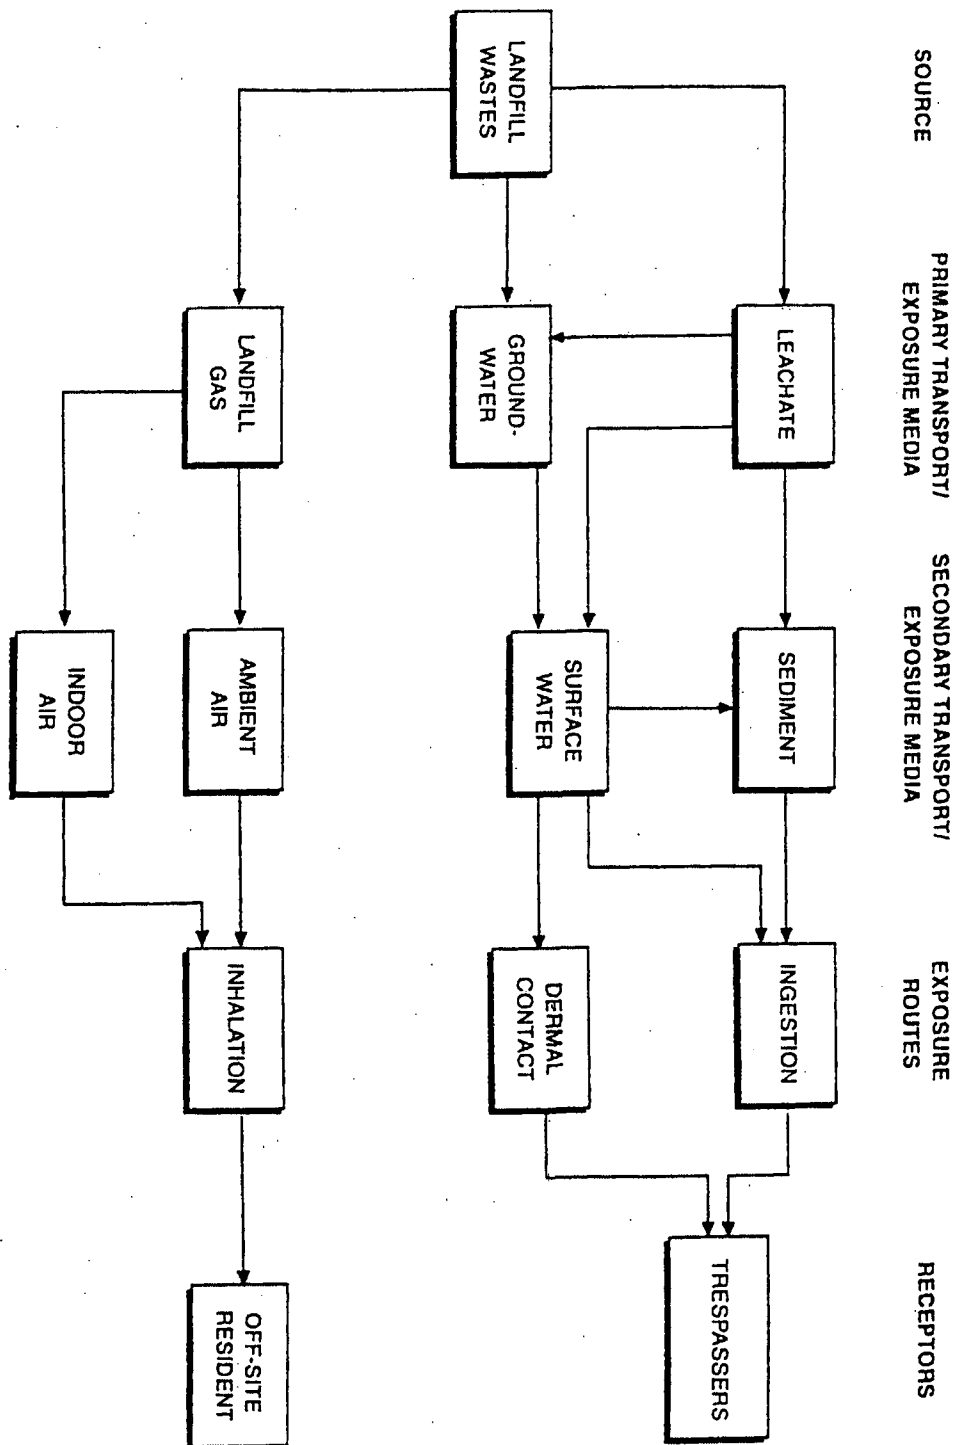 SOURCE
PRIMARY TRANSPORT/
EXPOSURE MEDIA
SECONDARY TRANSPORT/
EXPOSURE MEDIA
EXPOSURE
ROUTES
RECEPTORS
LANDFILL
WASTES
LEACHATE
GROUND-
WATER
LANDFILL
GAS
SEDIMENT
SURFACE
WATER
AMBIENT
AIR
INDOOR
AIR
INGESTION
DERMAL
CONTACT
INHALATION
TRESPASSERS
OFF-SITE
RESIDENT